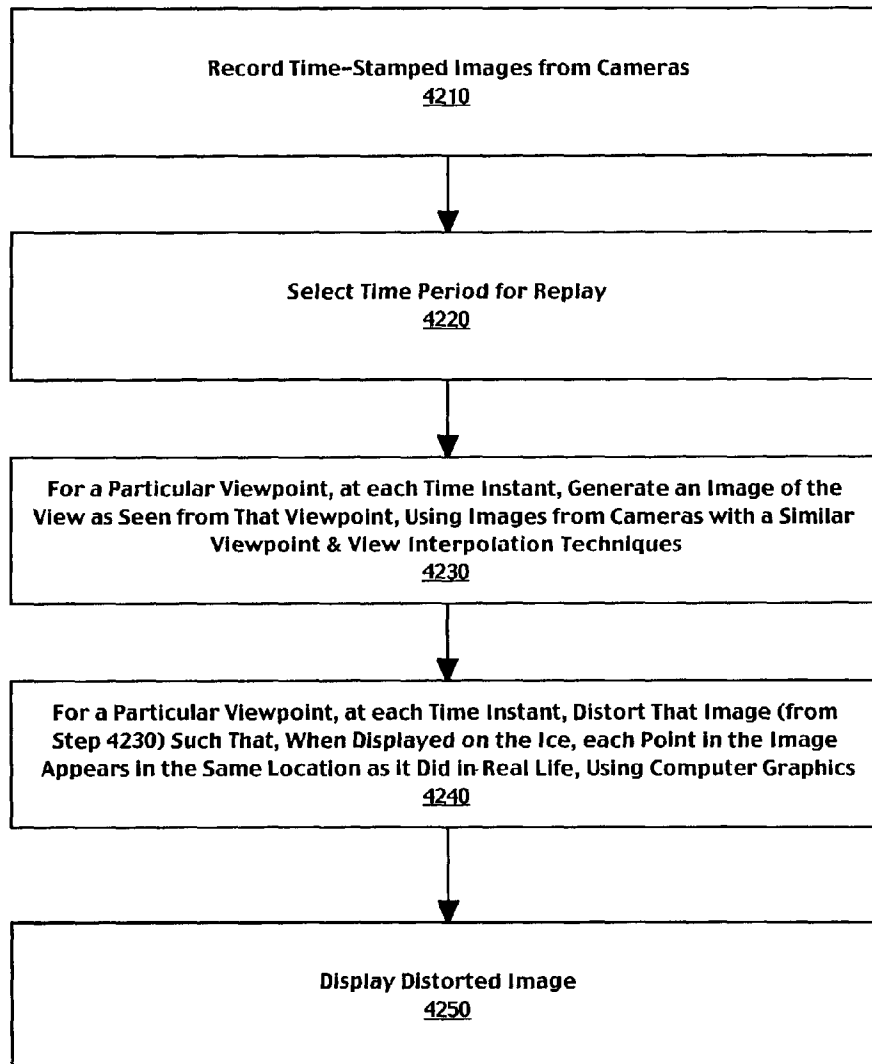 Record Time-Stamped Images from Cameras
4210
Select Time Period for Replay
4220
For a Particular Viewpoint, at each Time Instant, Generate an Image of the
View as Seen from That Viewpoint, Using Images from Cameras with a Similar
Viewpoint & View Interpolation Techniques
4230
For a Particular Viewpoint, at each Time Instant, Distort That Image (from
Step 4230) Such That, When Displayed on the Ice, each Point in the Image
Appears in the Same Location as it Did in Real Life, Using Computer Graphics
4240
Display Distorted Image
4250